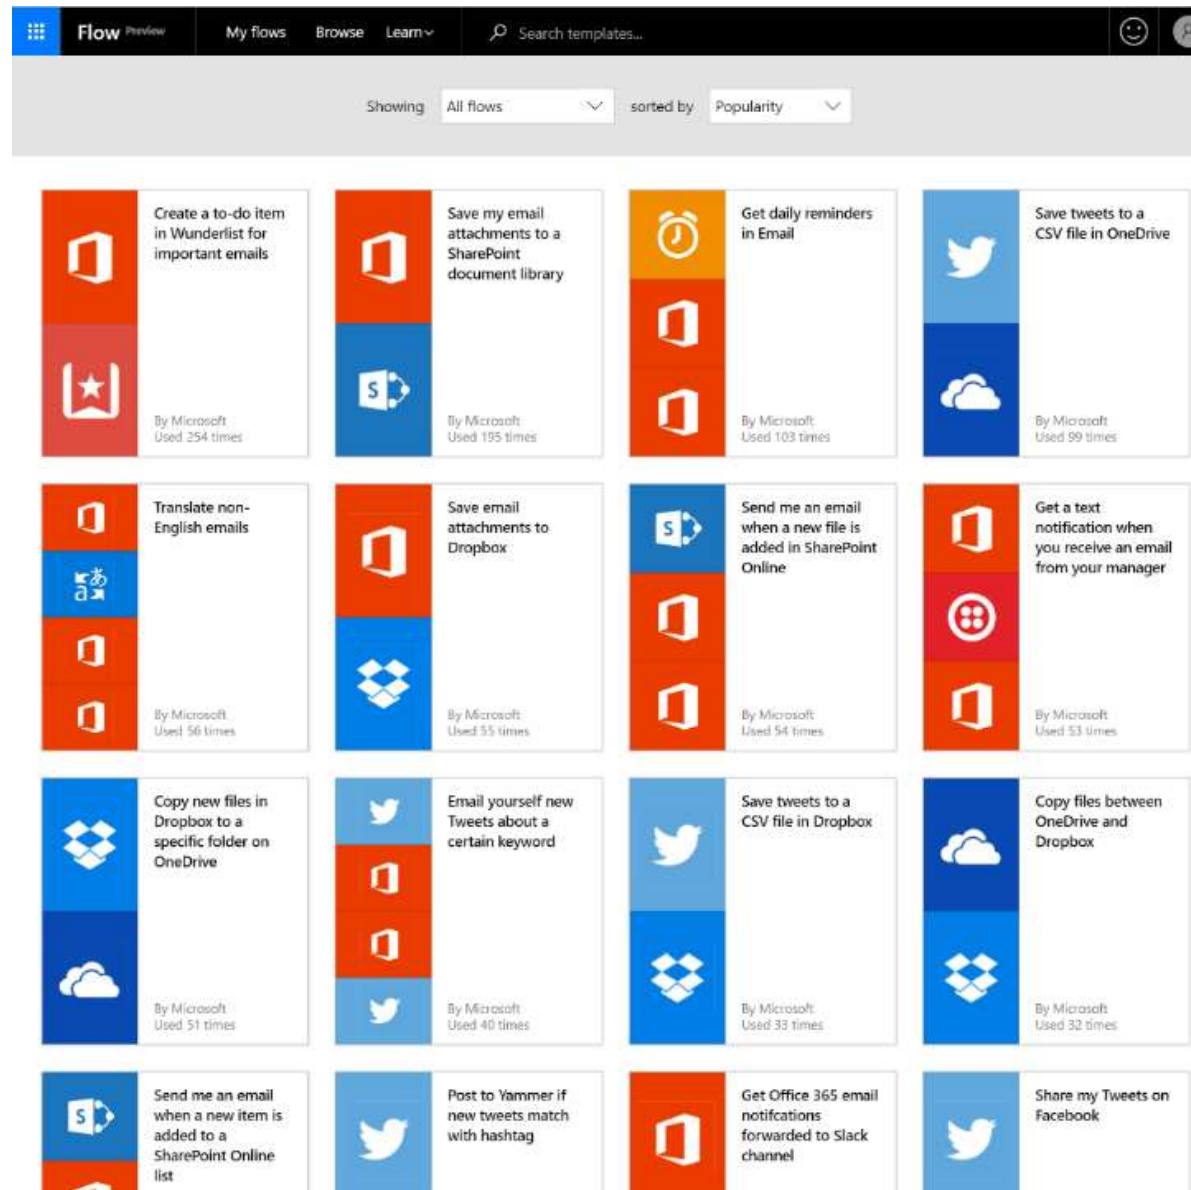 Flow Preview My flows Browse Learn Search templates...
Showing All flows sorted by Popularity
Create a to-do item
in Wunderlist for
important emails
By Microsoft
Used 254 times
Save my email
attachments to a
SharePoint
document library
S
By Microsoft
Used 195 times
Get daily reminders
in Email
By Microsoft
Used 103 times
Save tweets to a
CSV file in OneDrive
By Microsoft
Used 99 times
Translate non-
English emails
あ
a
By Microsoft
Used 56 times
Save email
attachments to
Dropbox
By Microsoft
Used 55 times
S
Send me an email
when a new file is
added in SharePoint
Online
By Microsoft
Used 54 times
Get a text
notification when
you receive an email
from your manager
By Microsoft
Used 53 times
Copy new files in
Dropbox to a
specific folder on
OneDrive
By Microsoft
Used 51 times
Email yourself new
Tweets about a
certain keyword
By Microsoft
Used 40 times
Save tweets to a
CSV file in Dropbox
By Microsoft
Used 33 times
Copy files between
OneDrive and
Dropbox
By Microsoft
Used 32 times
S
Send me an email
when a new item is
added to a
SharePoint Online
list
Post to Yammer if
new tweets match
with hashtag
Get Office 365 email
notifcations
forwarded to Slack
channel
Share my Tweets on
Facebook